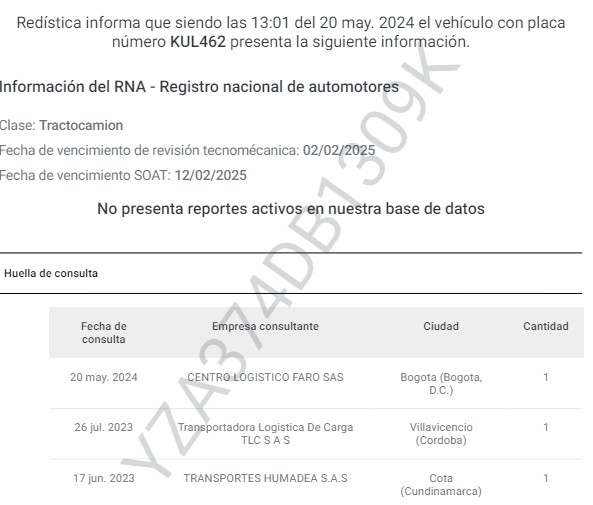 Redística informa que siendo las 13:01 del 20 may. 2024 el vehículo con placa
número KUL462 presenta la siguiente información.
Información del RNA - Registro nacional de automotores
Clase: Tractocamion
Fecha de vencimiento de revisión tecnomécanica: 02/02/2025
Fecha de vencimiento SOAT: 12/02/2025
No presenta reportes activos en nuestra base de datos
Huella de consulta
Fecha de consulta Empresa consultante Ciudad Cantidad
20 may. 2024 CENTRO LOGISTICO FARO SAS Bogota (Bogota, D.C.) 1
26 jul. 2023 Transportadora Logistica De Carga TLC S A S Villavicencio (Cordoba) 1
17 jun. 2023 TRANSPORTES HUMADEA S.A.S Cota (Cundinamarca) 1
YZA374DB1309K